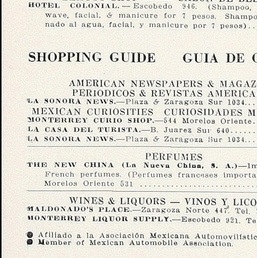 HOTEL COLONIAL.—Escobedo 946. (Shampoo,
wave, facial, & manicure for 7 pesos. Shampo
nado al agua, facial, y manicure por 7 pesos)..
SHOPPING GUIDE GUIA DE
AMERICAN NEWSPAPERS & MAGAZ
PERIODICOS & REVISTAS AMERICA
LA SONORA NEWS.—Plaza & Zaragoza Sur 1034...
MEXICAN CURIOSITIES CURIOSIDADES M
MONTERREY CURIO SHOP.—544 Morelos Oriente.
LA CASA DEL TURISTA.—B. Juarez Sur 640......
LA SONORA NEWS.—Plaza & Zaragoza Sur 1034...
PERFUMES
THE NEW CHINA (La Nueva China, S. A.)—Im
French perfumes. (Perfumes franceses importa
Morelos Oriente 531
WINES & LIQUORS — VINOS Y LICO
MALDONADO'S PLACE.—Zaragoza Norte 447. Tel.
MONTERREY LIQUOR SUPPLY.—Escobedo 921. Te
● Afiliado a la Asociación Mexicana Automovilístic
● Member of Mexican Automobile Association.